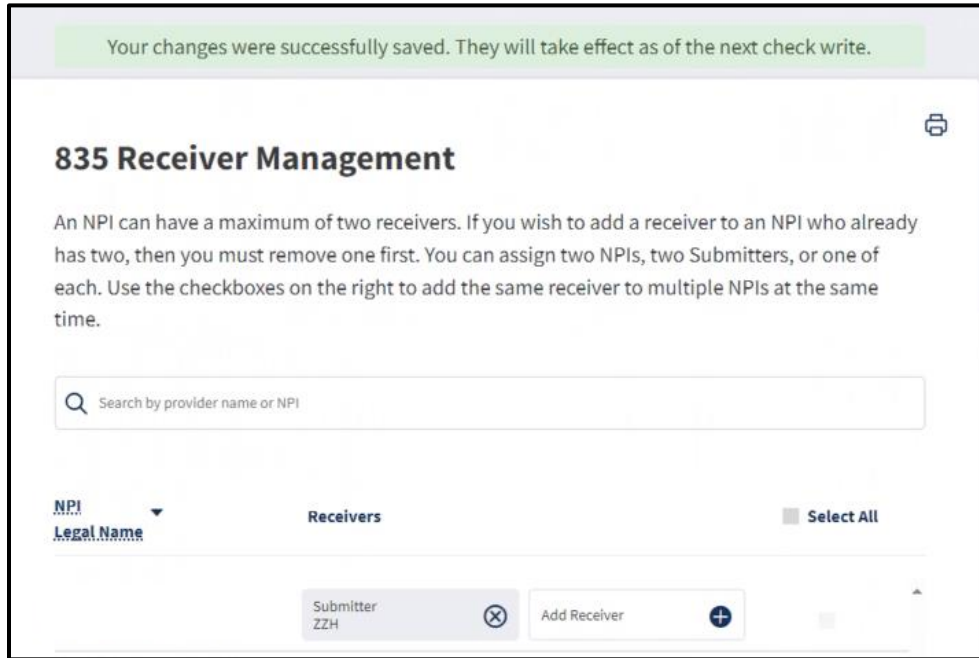 Your changes were successfully saved. They will take effect as of the next check write.
835 Receiver Management
An NPI can have a maximum of two receivers. If you wish to add a receiver to an NPI who already
has two, then you must remove one first. You can assign two NPIs, two Submitters, or one of
each. Use the checkboxes on the right to add the same receiver to multiple NPIs at the same
time.
Search by provider name or NPI
NPI
Legal Name
Receivers
Select All
Submitter
ZZH
Add Receiver